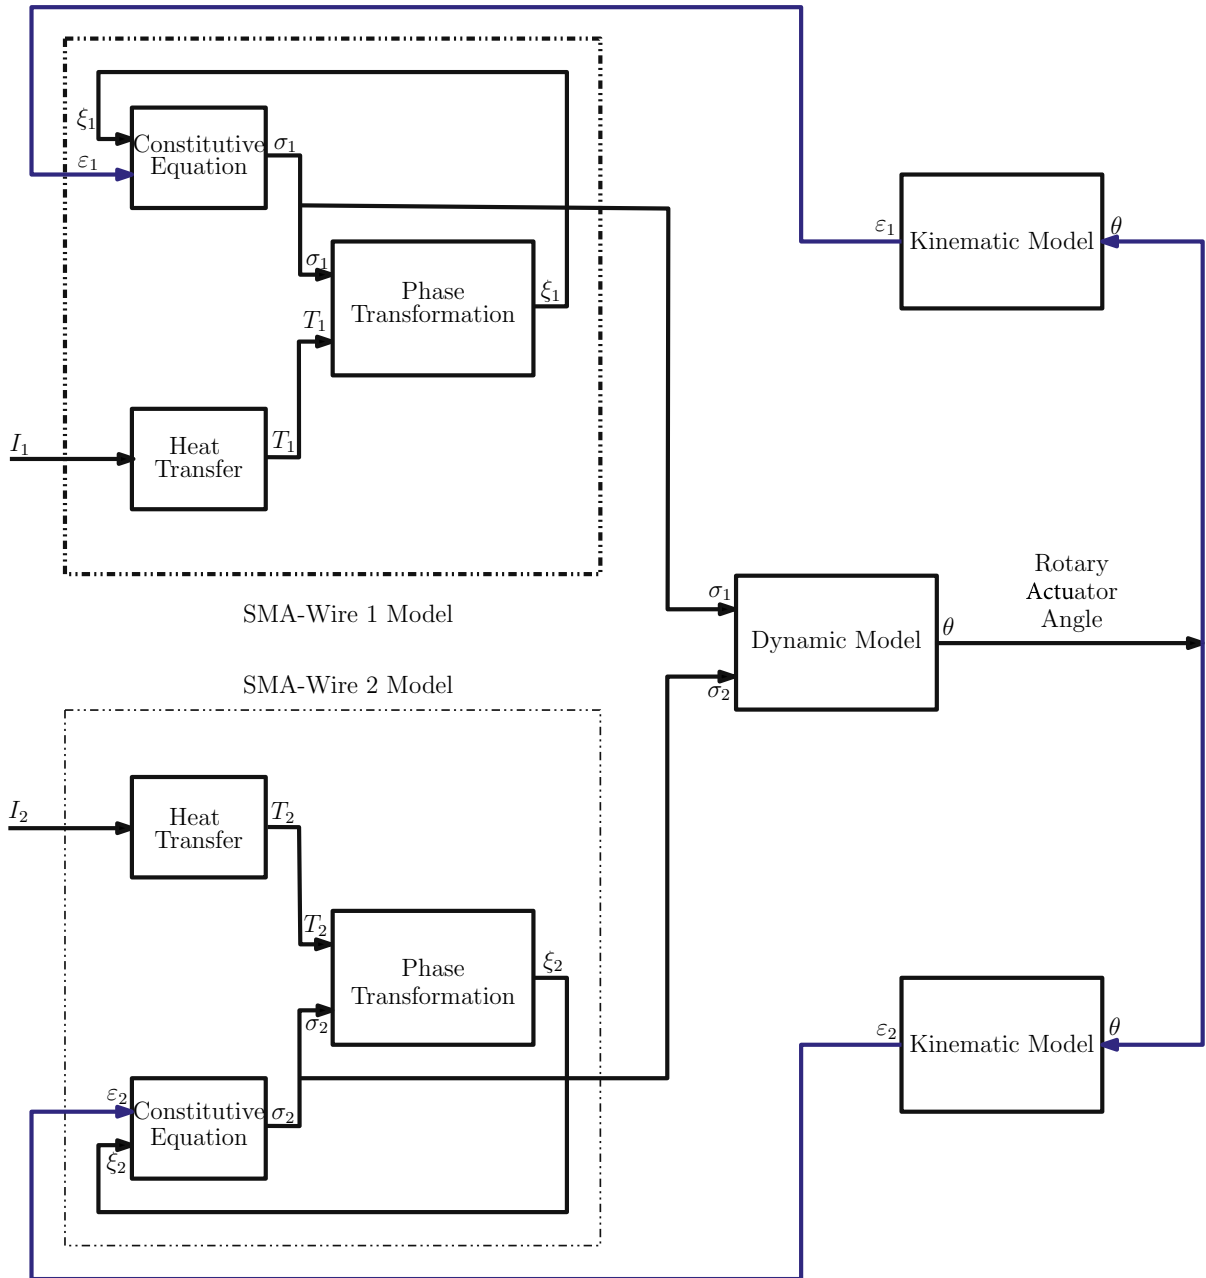 ξ₁
Constitutive
Equation
σ₁
ε₁
σ₁
T₁
Phase
Transformation
ξ₁
I₁
Heat
Transfer
T₁
SMA-Wire 1 Model
ε₁
Kinematic Model
θ
σ₁
σ₂
Dynamic Model
θ
Rotary
Actuator
Angle
SMA-Wire 2 Model
I₂
Heat
Transfer
T₂
T₂
σ₂
Phase
Transformation
ξ₂
ε₂
ξ₂
Constitutive
Equation
σ₂
ε₂
Kinematic Model
θ